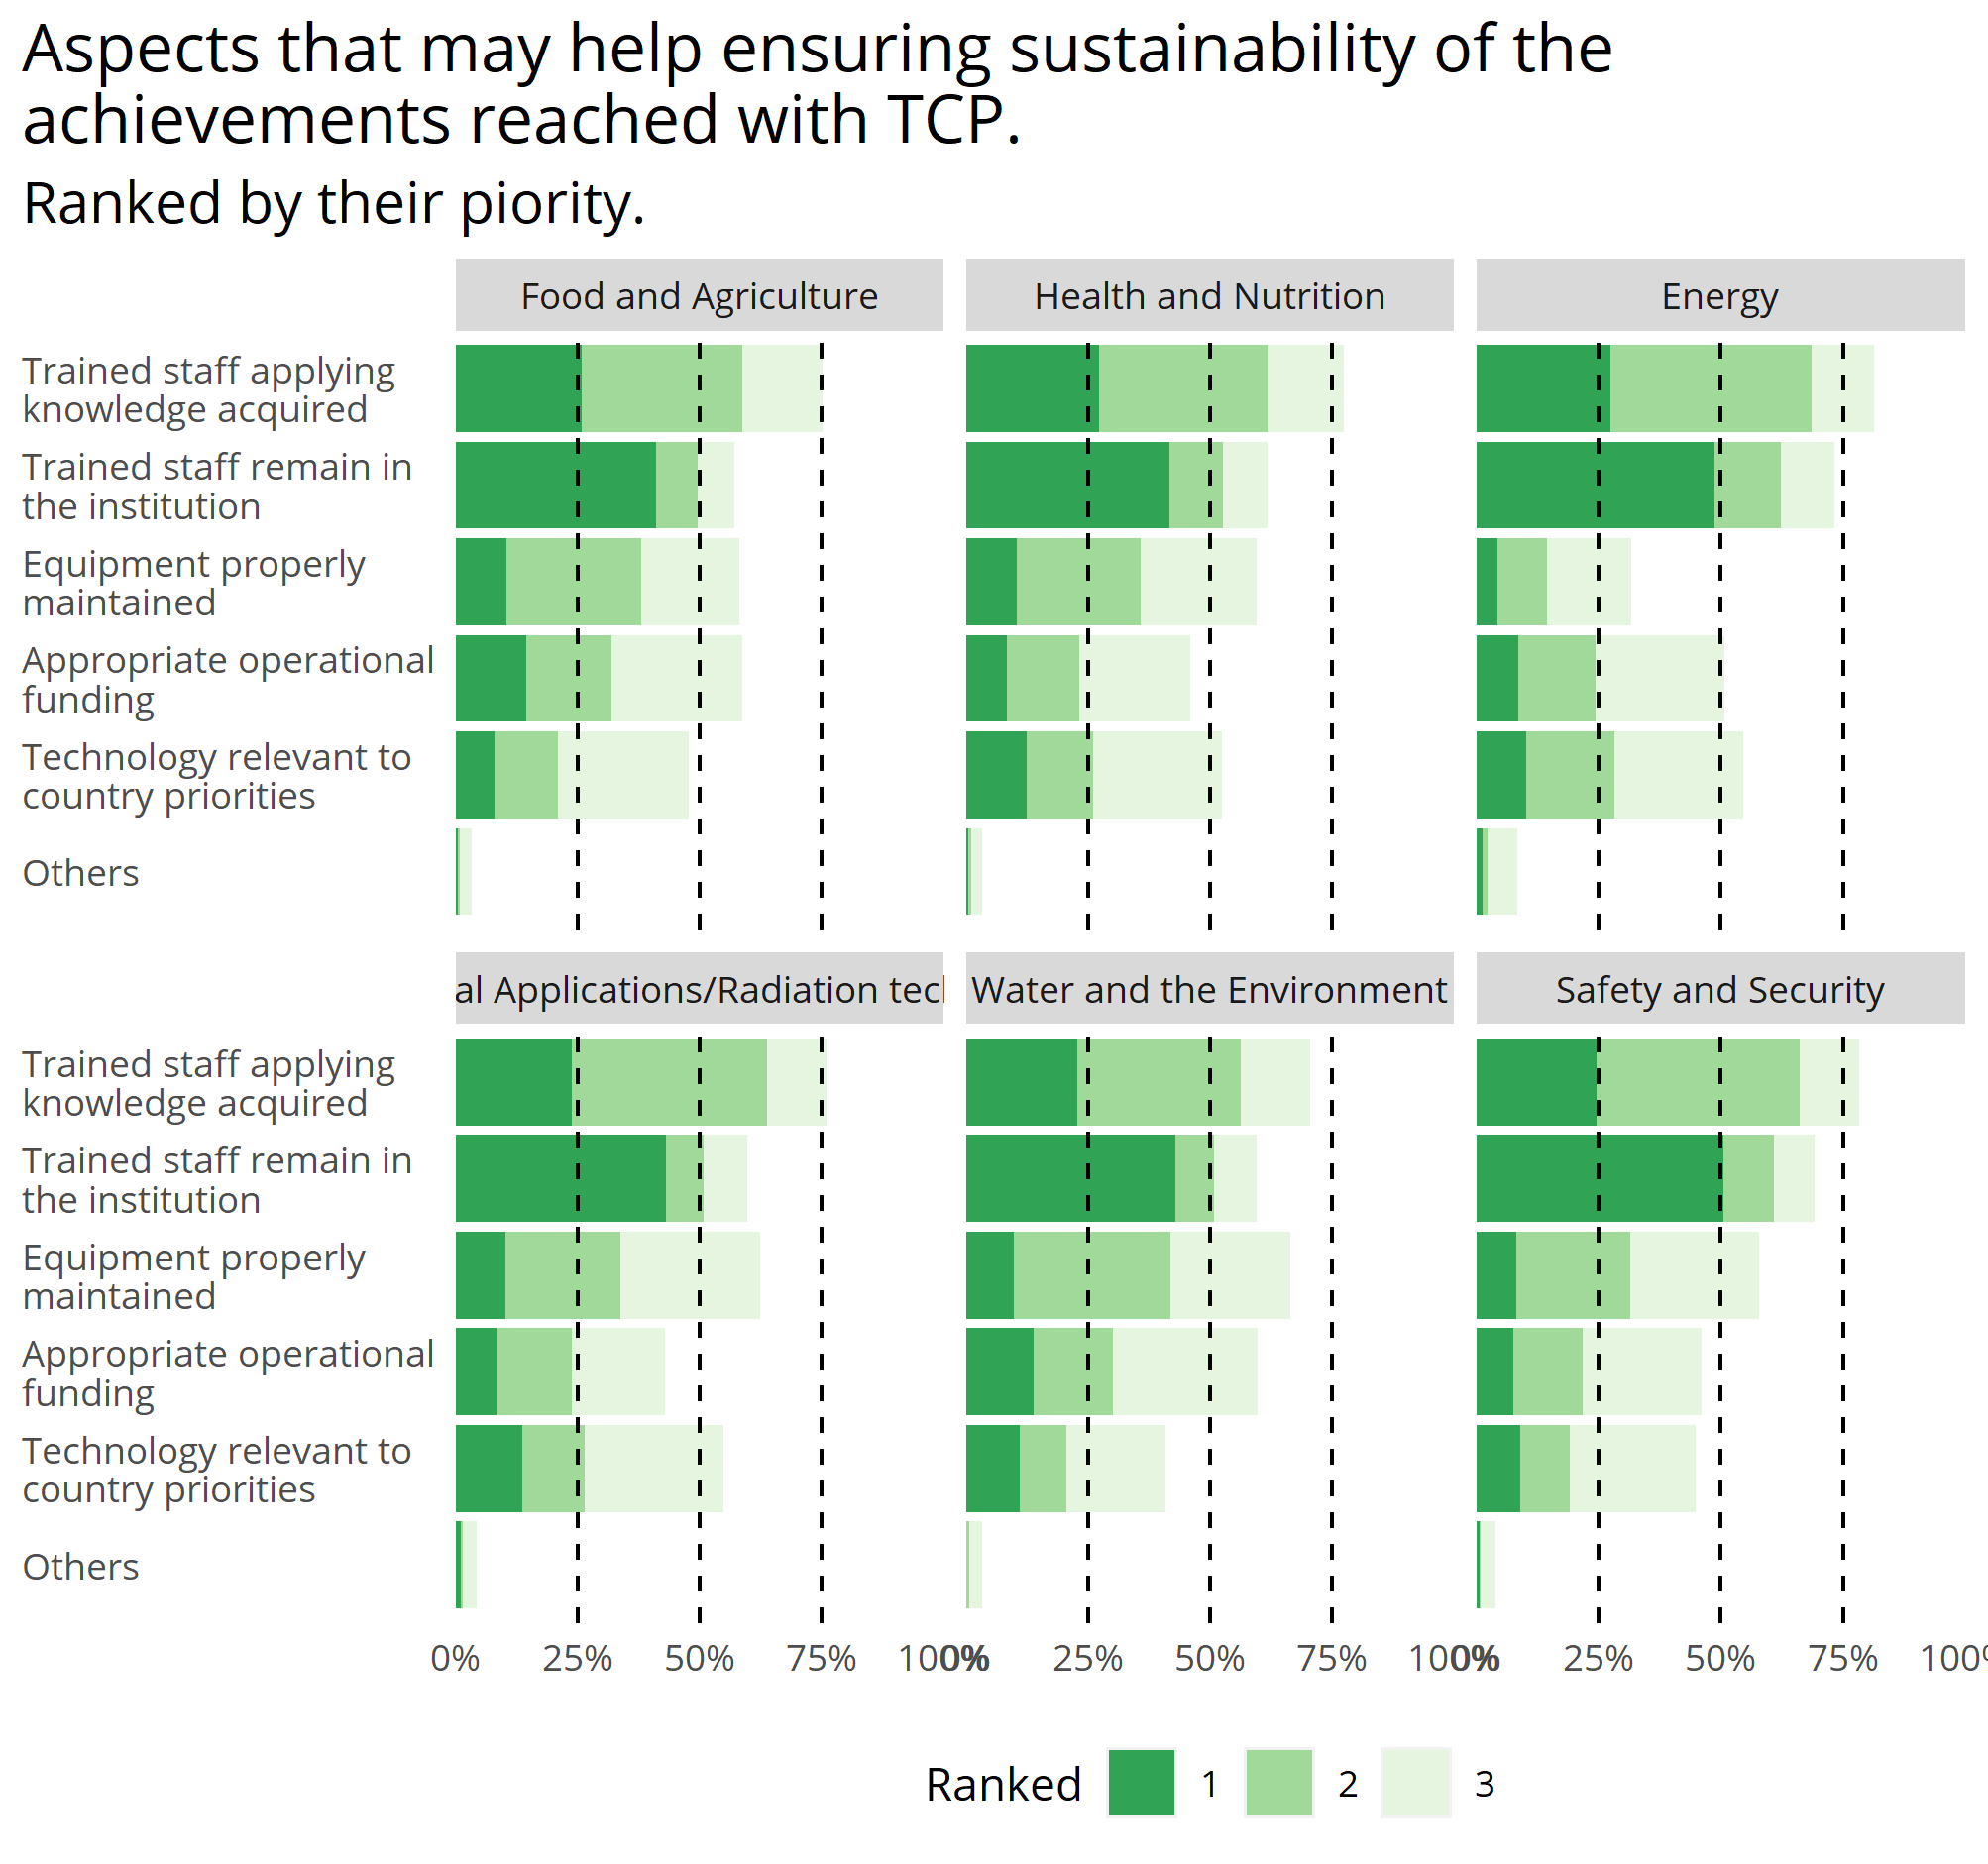 Aspects that may help ensuring sustainability of the
achievements reached with TCP.
Ranked by their piority.
Food and Agriculture
Health and Nutrition
Energy
Trained staff applying
knowledge acquired
Trained staff remain in
the institution
Equipment properly
maintained
Appropriate operational
funding
Technology relevant to
country priorities
Others
al Applications/Radiation tec
Water and the Environment
Safety and Security
Trained staff applying
knowledge acquired
Trained staff remain in
the institution
Equipment properly
maintained
Appropriate operational
funding
Technology relevant to
country priorities
Others
0% 25% 50% 75% 100%
0% 25% 50% 75% 100%
0% 25% 50% 75% 100%
Ranked 1 2 3